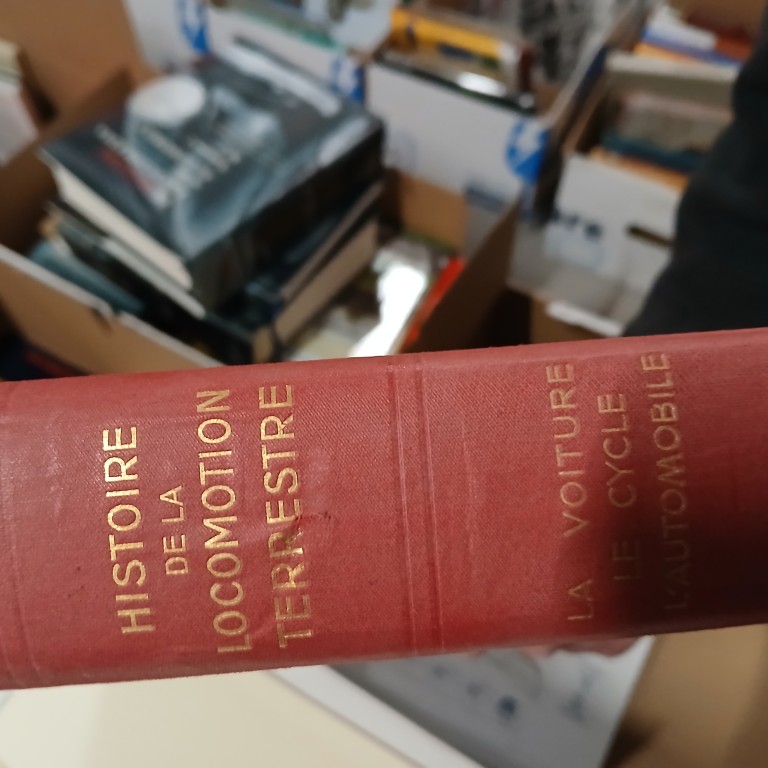 HISTOIRE
DE LA
LOCOMOTION
TERRESTRE
LA VOITURE
LE CYCLE
L'AUTOMOBILE